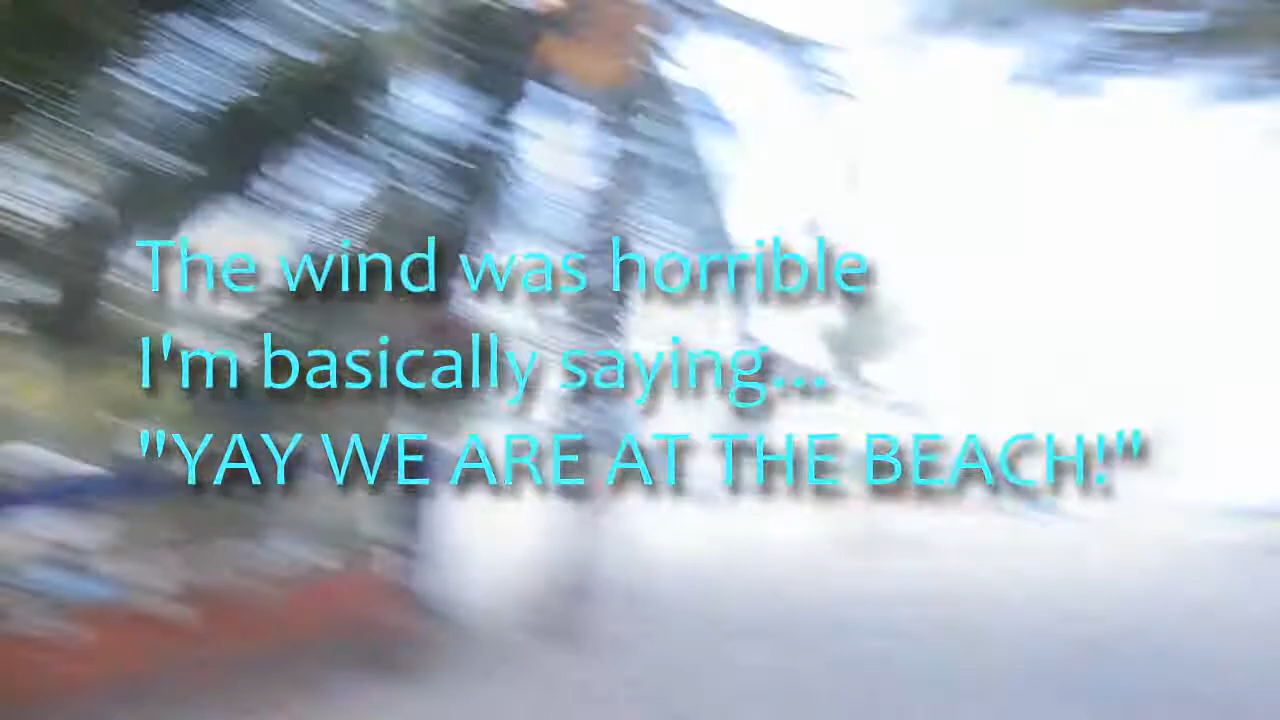 The wind was horrible
I'm basically saying...
"YAY WE ARE AT THE BEACH!"